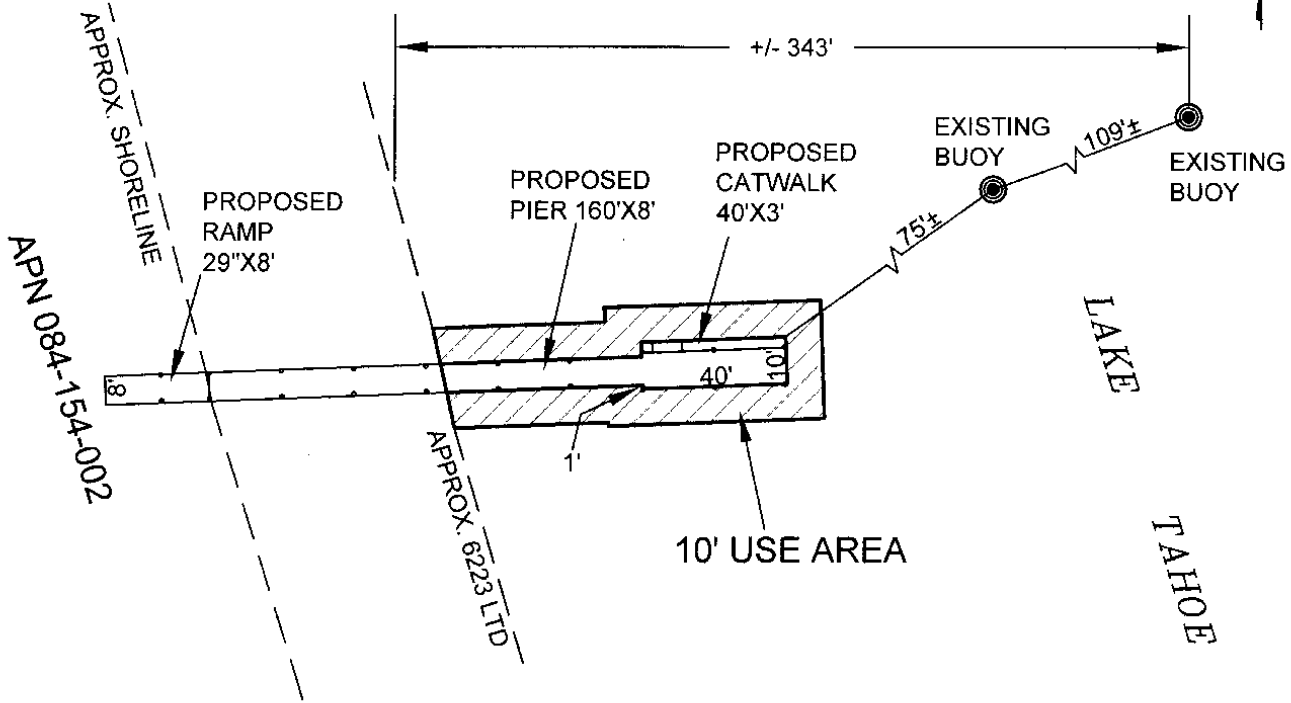 +/- 343'
APPROX. SHORELINE
EXISTING
BUOY
109'±
EXISTING
BUOY
PROPOSED
CATWALK
40'X3'
PROPOSED
PIER 160'X8'
PROPOSED
RAMP
29"X8'
75'±
APN 084-154-002
LAKE
TAHOE
8'
40'
10'
1'
APPROX. 6223 LTD
10' USE AREA